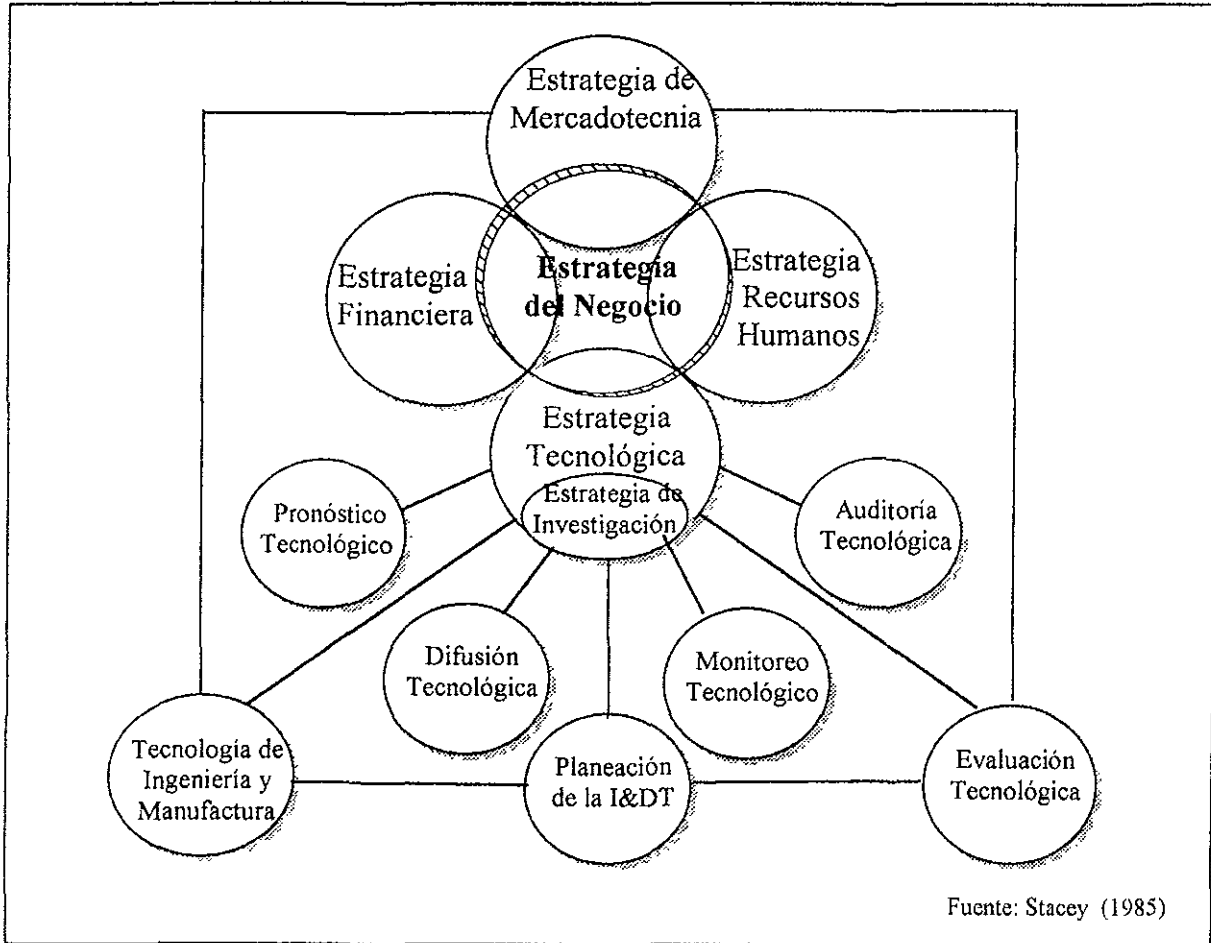 Estrategia de
Mercadotecnia
Estrategia
Financiera
Estrategia
del Negocio
Estrategia
Recursos
Humanos
Estrategia
Tecnológica
Estrategia de
Investigación
Pronóstico
Tecnológico
Auditoría
Tecnológica
Difusión
Tecnológica
Monitoreo
Tecnológico
Tecnología de
Ingeniería y
Manufactura
Planeación
de la I&DT
Evaluación
Tecnológica
Fuente: Stacey (1985)